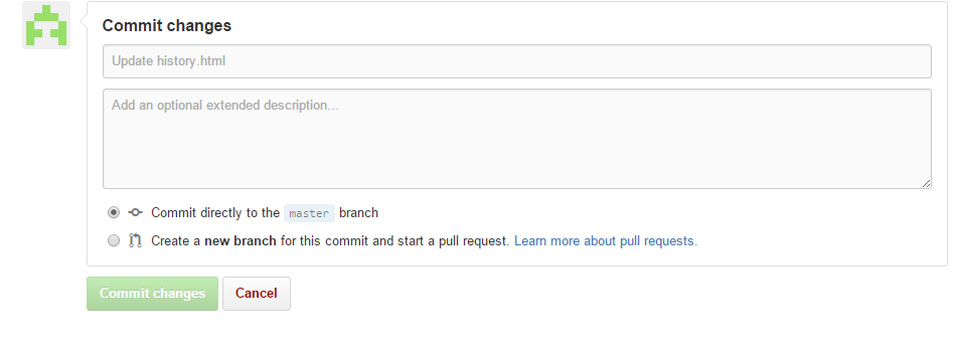 Commit changes
Update history.html
Add an optional extended description...
Commit directly to the master branch
Create a new branch for this commit and start a pull request. Learn more about pull requests.
Commit changes Cancel